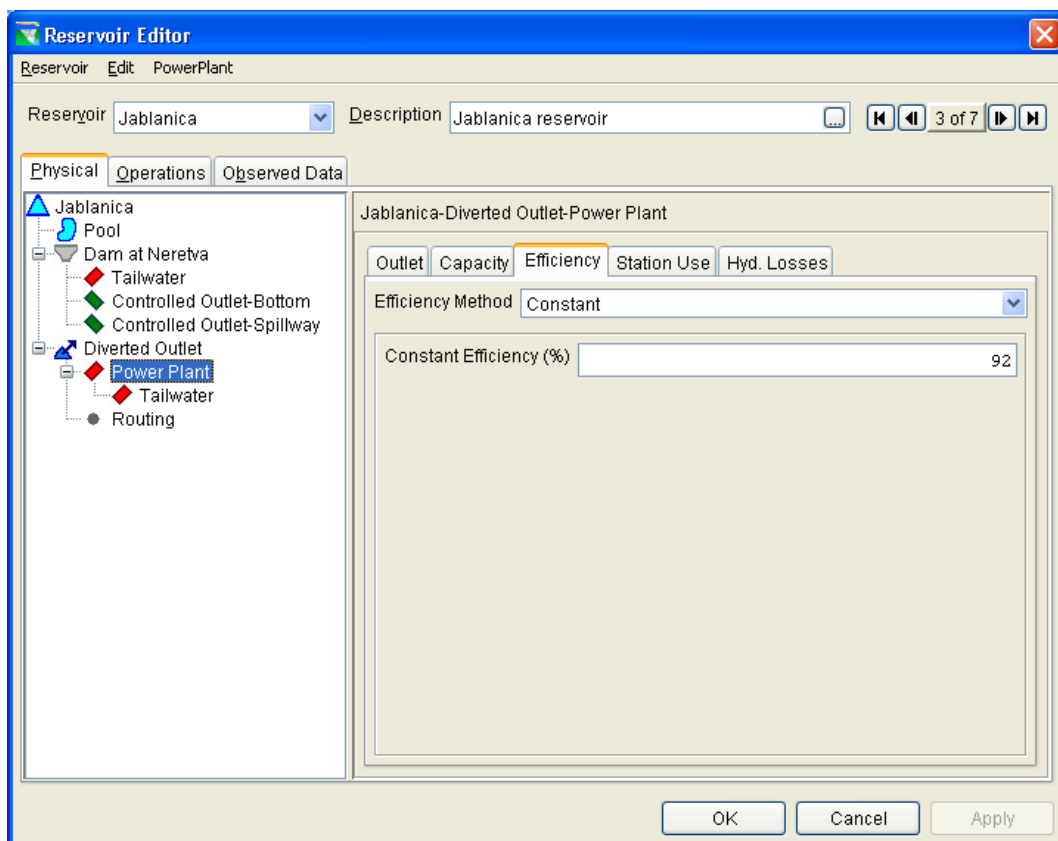 Reservoir Editor
Reservoir Edit PowerPlant
Reservoir Jablanica Description Jablanica reservoir ... 3 of 7
Physical Operations Observed Data
Jablanica
Pool
Dam at Neretva
Tailwater
Controlled Outlet-Bottom
Controlled Outlet-Spillway
Diverted Outlet
Power Plant
Tailwater
Routing
Jablanica-Diverted Outlet-Power Plant
Outlet Capacity Efficiency Station Use Hyd. Losses
Efficiency Method Constant
Constant Efficiency (%) 92
OK Cancel Apply